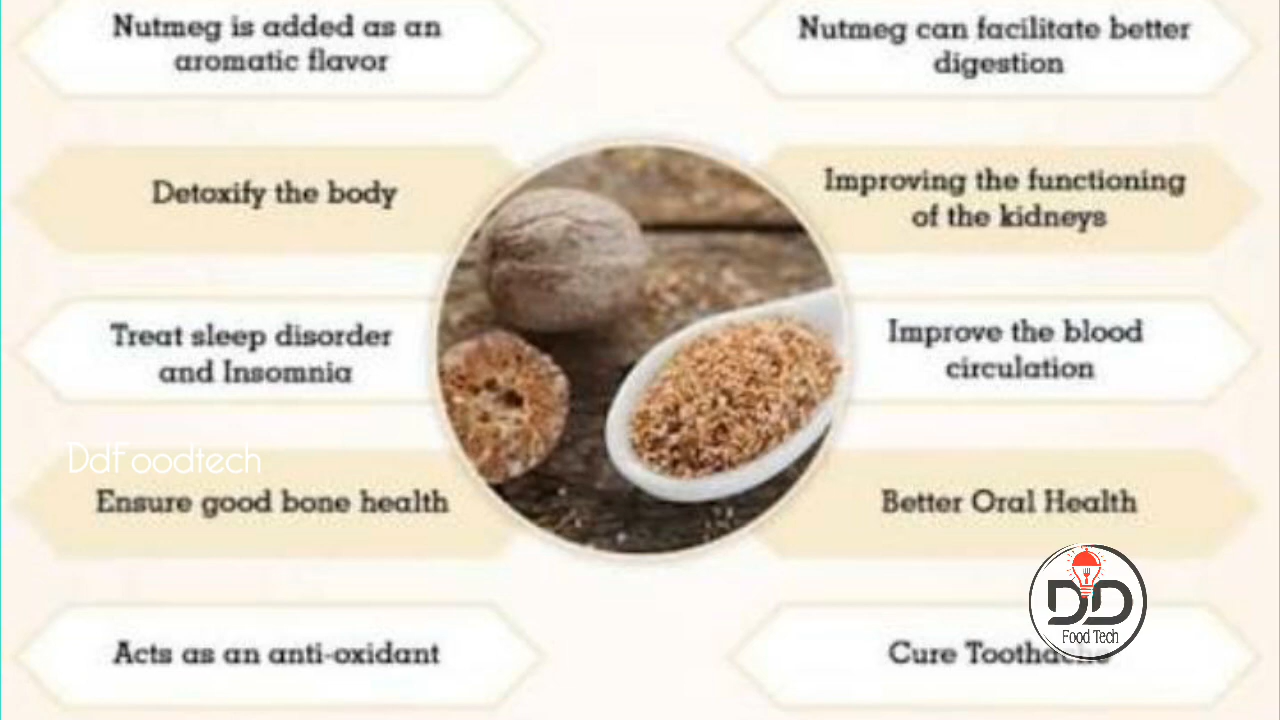 Nutmeg is added as an
aromatic flavor
Nutmeg can facilitate better
digestion
Detoxify the body
Improving the functioning
of the kidneys
Treat sleep disorder
and Insomnia
Improve the blood
circulation
DdFoodtech
Ensure good bone health
Better Oral Health
DD
Food Tech
Acts as an anti-oxidant
Cure Toothache